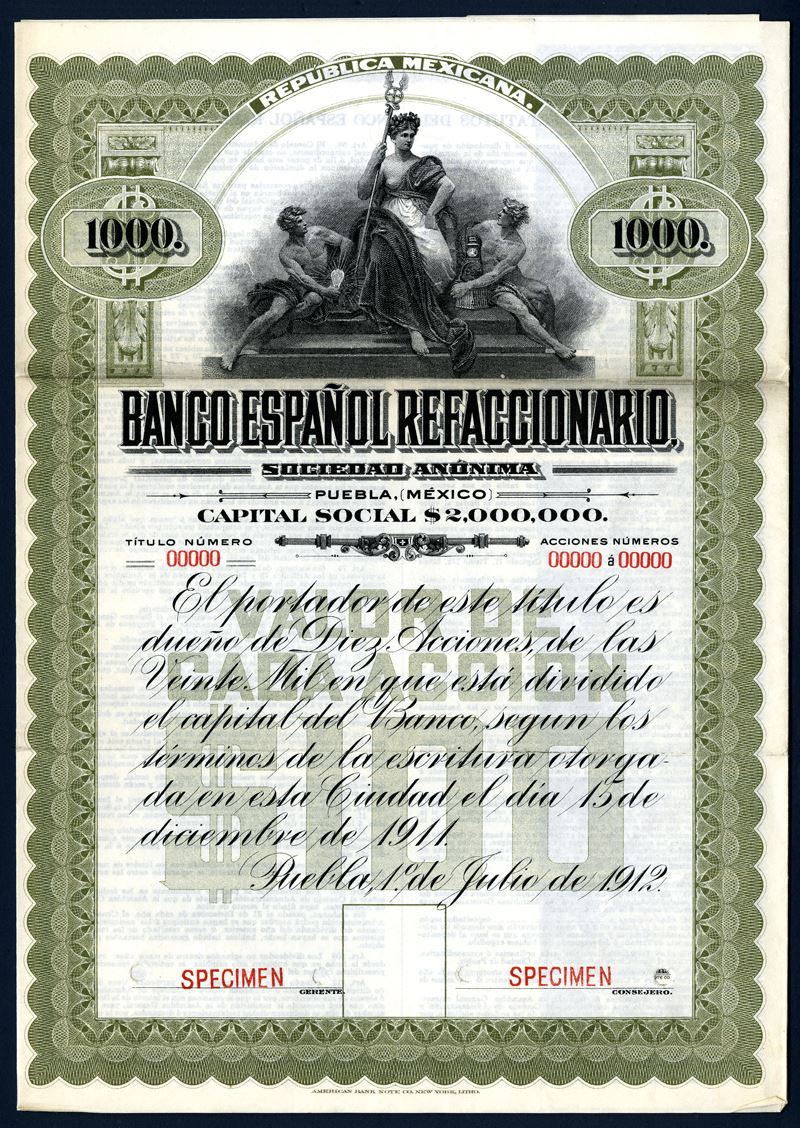 REPUBLICA MEXICANA.
1000. 1000.
BANCO ESPAÑOL REFACCIONARIO,
SOCIEDAD ANÓNIMA
PUEBLA, (MÉXICO)
CAPITAL SOCIAL $2,000,000.
TÍTULO NÚMERO ACCIONES NÚMEROS
00000 00000 á 00000
VALOR DE
CADA ACCION
$100
El portador de este título es
dueño de Diez Acciones, de las
Veinte Mil en que está dividido
el capital del Banco, segun los
términos de la escritura otorga-
da en esta Ciudad el día 15 de
diciembre de 1911.
Puebla, 1º de Julio de 1912.
SPECIMEN SPECIMEN
GERENTE. CONSEJERO.
AMERICAN BANK NOTE CO. NEW YORK, LITHO.